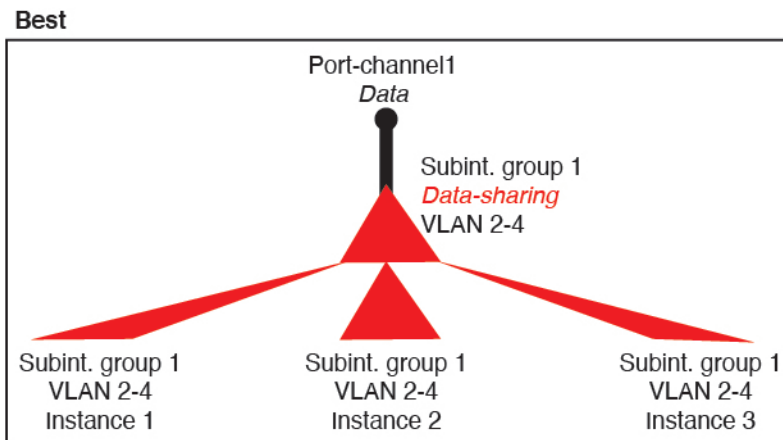 Best
Port-channel1
Data
Subint. group 1
Data-sharing
VLAN 2-4
Subint. group 1
VLAN 2-4
Instance 1
Subint. group 1
VLAN 2-4
Instance 2
Subint. group 1
VLAN 2-4
Instance 3